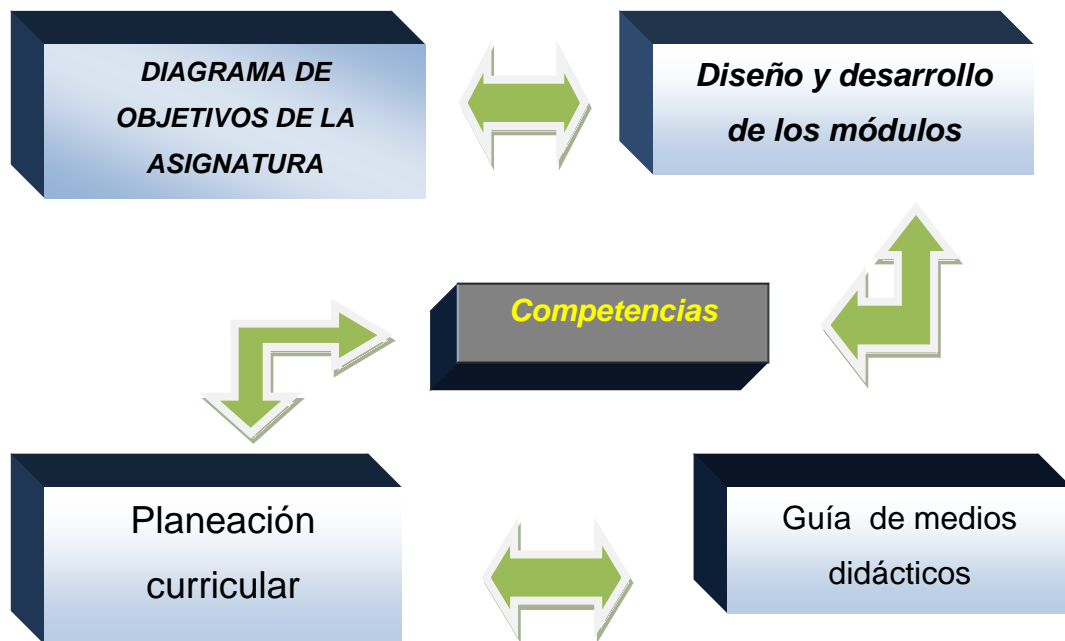 DIAGRAMA DE
OBJETIVOS DE LA
ASIGNATURA
Diseño y desarrollo
de los módulos
Competencias
Planeación
curricular
Guía de medios
didácticos